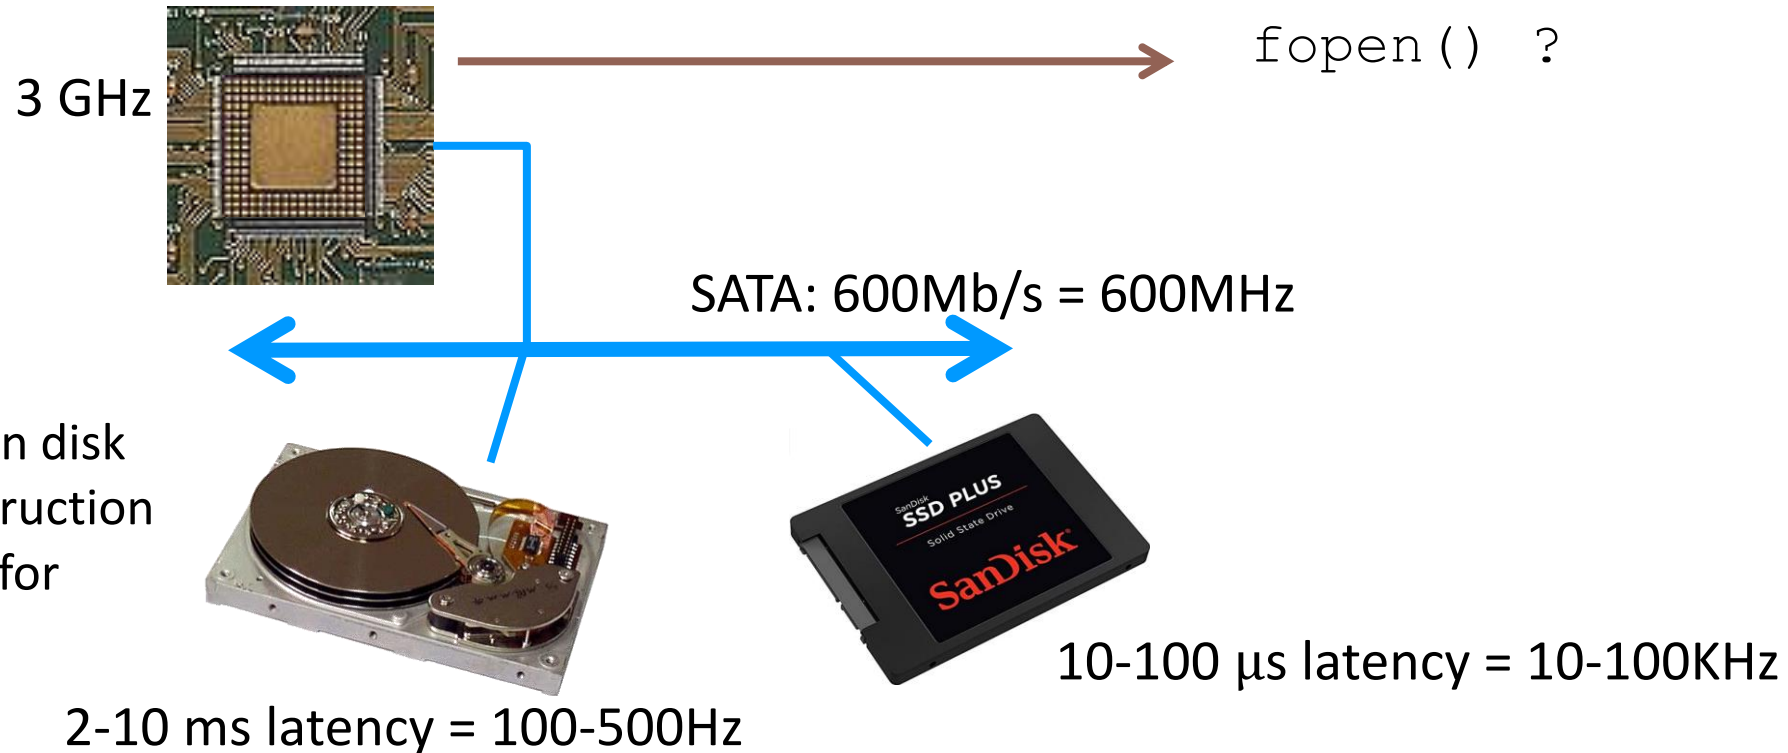 fopen() ?
3 GHz
SATA: 600Mb/s = 600MHz
n disk
ruction
for
SanDisk
SSD PLUS
Solid State Drive
SanDisk
10-100 μs latency = 10-100KHz
2-10 ms latency = 100-500Hz